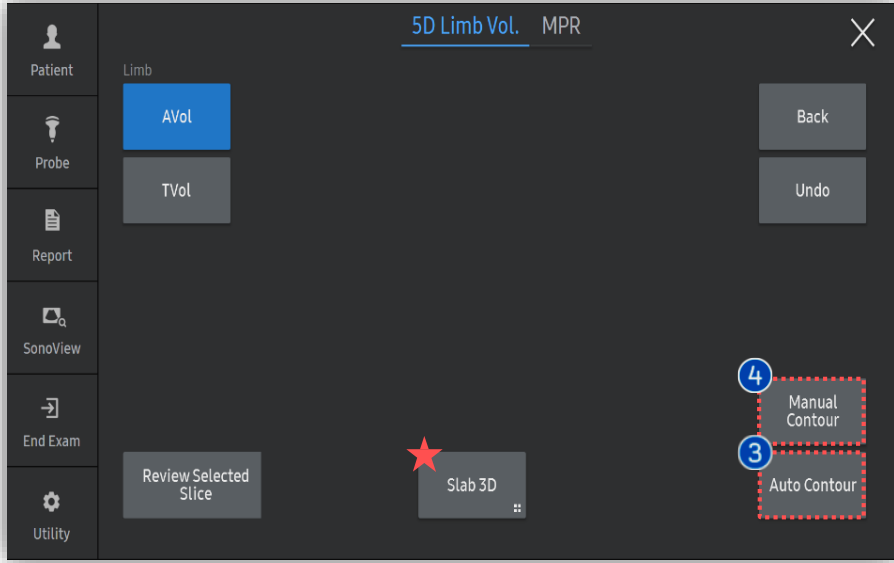 5D Limb Vol. MPR
Patient
Limb
AVol
Back
Probe
TVol
Undo
Report
SonoView
4
Manual
Contour
End Exam
3
Review Selected
Slice
Slab 3D
Auto Contour
Utility